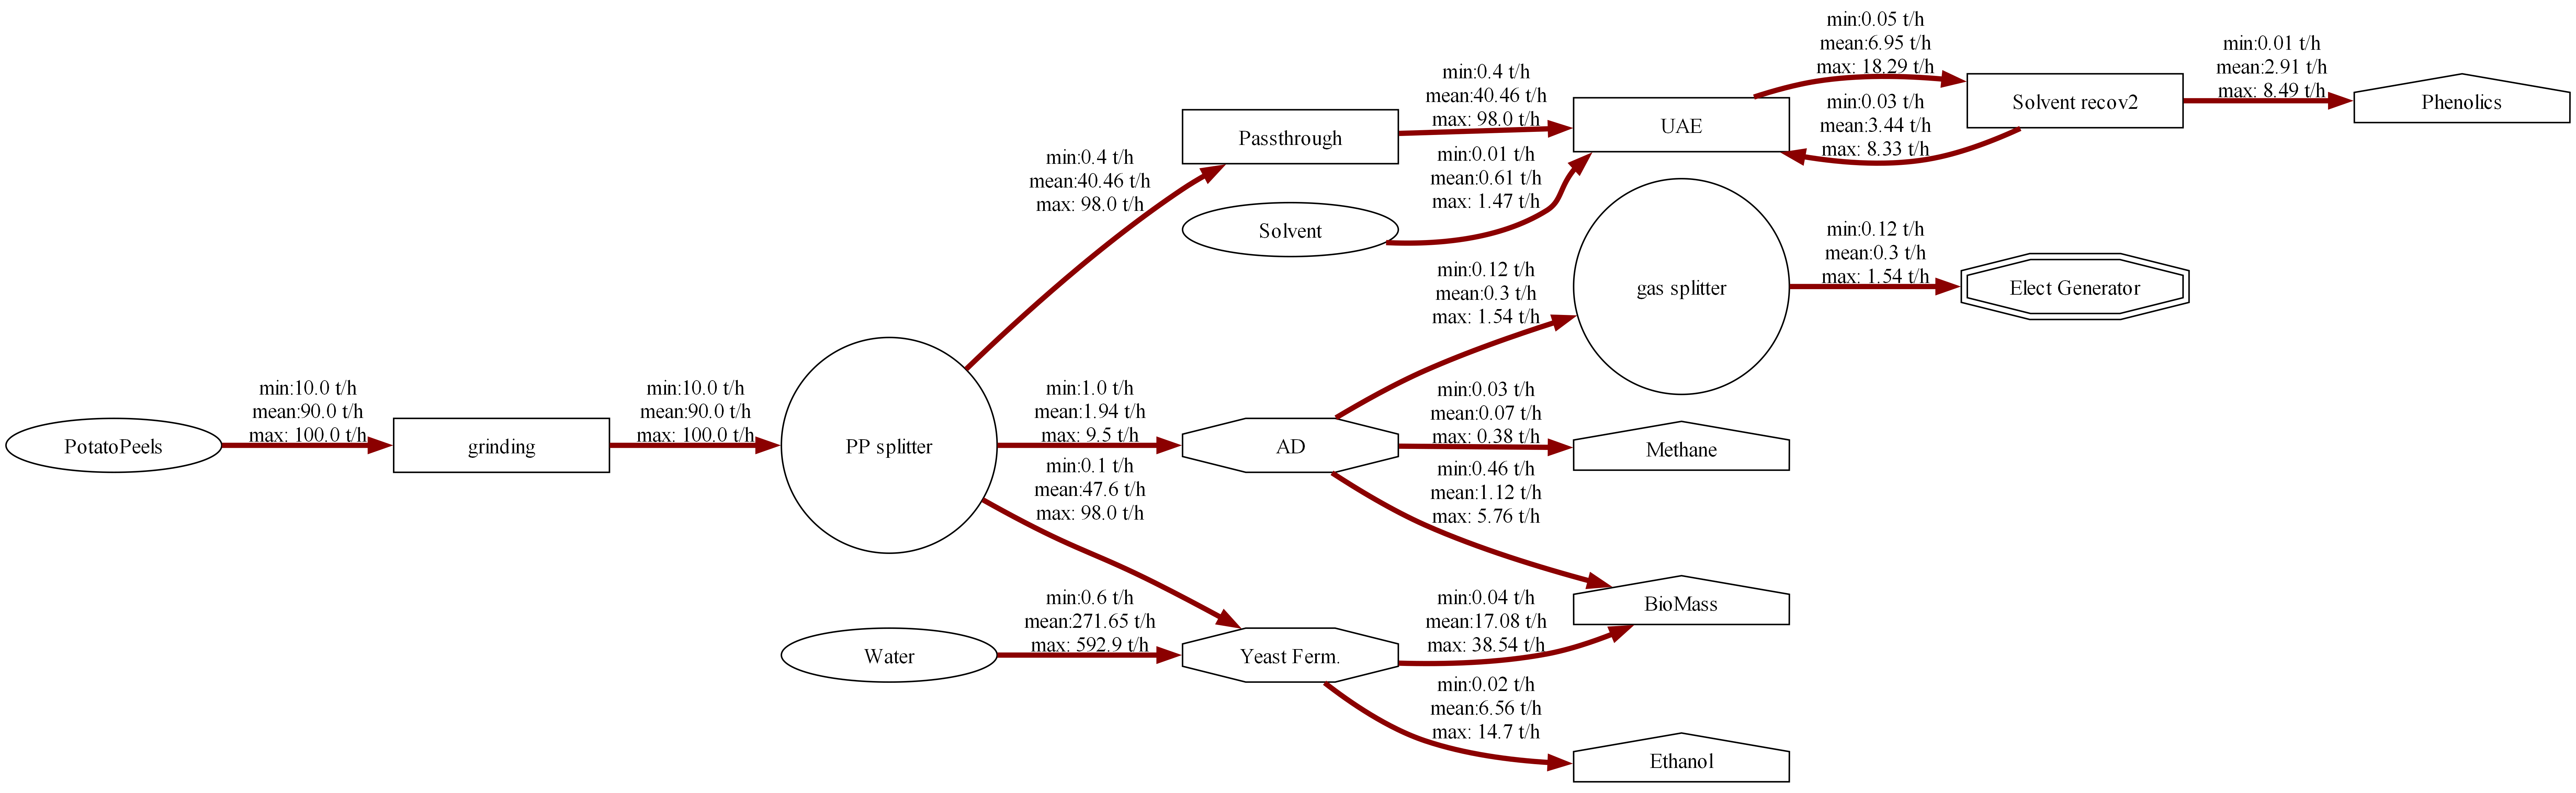 PotatoPeels
min:10.0 t/h
mean:90.0 t/h
max: 100.0 t/h
grinding
min:10.0 t/h
mean:90.0 t/h
max: 100.0 t/h
PP splitter
min:0.4 t/h
mean:40.46 t/h
max: 98.0 t/h
min:1.0 t/h
mean:1.94 t/h
max: 9.5 t/h
min:0.1 t/h
mean:47.6 t/h
max: 98.0 t/h
Water
min:0.6 t/h
mean:271.65 t/h
max: 592.9 t/h
Passthrough
min:0.4 t/h
mean:40.46 t/h
max: 98.0 t/h
Solvent
min:0.01 t/h
mean:0.61 t/h
max: 1.47 t/h
AD
min:0.12 t/h
mean:0.3 t/h
max: 1.54 t/h
min:0.03 t/h
mean:0.07 t/h
max: 0.38 t/h
min:0.46 t/h
mean:1.12 t/h
max: 5.76 t/h
Yeast Ferm.
min:0.04 t/h
mean:17.08 t/h
max: 38.54 t/h
min:0.02 t/h
mean:6.56 t/h
max: 14.7 t/h
UAE
min:0.05 t/h
mean:6.95 t/h
max: 18.29 t/h
min:0.03 t/h
mean:3.44 t/h
max: 8.33 t/h
gas splitter
min:0.12 t/h
mean:0.3 t/h
max: 1.54 t/h
Methane
BioMass
Ethanol
Solvent recov2
min:0.01 t/h
mean:2.91 t/h
max: 8.49 t/h
Elect Generator
Phenolics